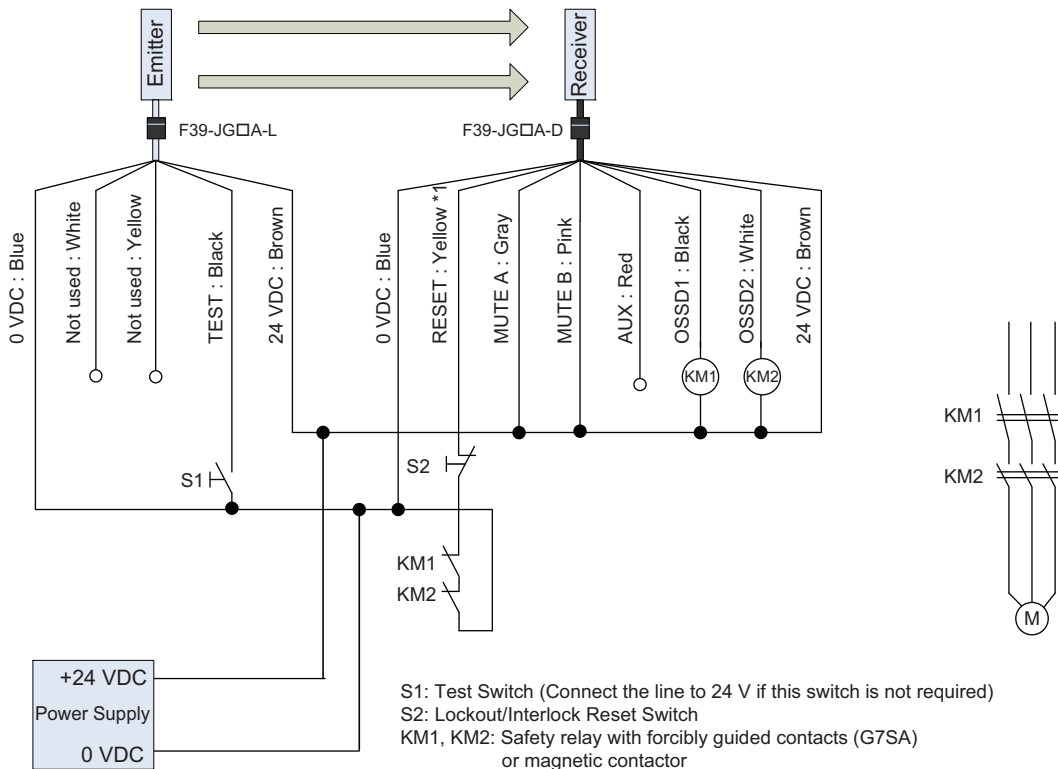 Emitter
Receiver
F39-JG□A-L
F39-JG□A-D
0 VDC : Blue
Not used : White
Not used : Yellow
TEST : Black
24 VDC : Brown
0 VDC : Blue
RESET : Yellow *1
MUTE A : Gray
MUTE B : Pink
AUX : Red
OSSD1 : Black
OSSD2 : White
24 VDC : Brown
KM1
KM2
KM1
KM2
M
S1
S2
KM1
KM2
+24 VDC
Power Supply
0 VDC
S1: Test Switch (Connect the line to 24 V if this switch is not required)
S2: Lockout/Interlock Reset Switch
KM1, KM2: Safety relay with forcibly guided contacts (G7SA)
or magnetic contactor